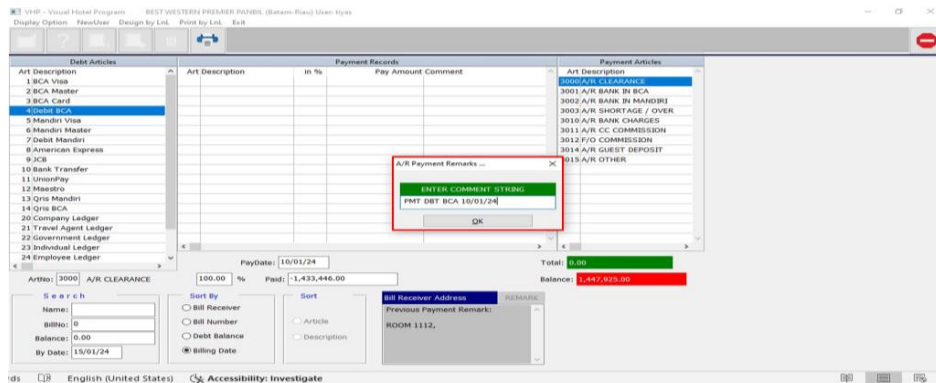 VHP - Visual Hotel Program BEST WESTERN PREMIER PANBIL (Batam-Riau) User: tyas
Display Option NewUser Design by LnL Print by LnL Exit
Debt Articles
Art Description
1 BCA Visa
2 BCA Master
3 BCA Card
4 Debit BCA
5 Mandiri Visa
6 Mandiri Master
7 Debit Mandiri
8 American Express
9 JCB
10 Bank Transfer
11 UnionPay
12 Maestro
13 Qris Mandiri
14 Qris BCA
20 Company Ledger
21 Travel Agent Ledger
22 Government Ledger
23 Individual Ledger
24 Employee Ledger
Payment Records
Art Description In % Pay Amount Comment
Payment Articles
Art Description
3000 A/R CLEARANCE
3001 A/R BANK IN BCA
3002 A/R BANK IN MANDIRI
3003 A/R SHORTAGE / OVER
3010 A/R BANK CHARGES
3011 A/R CC COMMISSION
3012 F/O COMMISSION
3014 A/R GUEST DEPOSIT
3015 A/R OTHER
A/R Payment Remarks ...
ENTER COMMENT STRING
PMT DBT BCA 10/01/24
OK
PayDate: 10/01/24
Total: 0.00
ArtNo: 3000 A/R CLEARANCE
100.00 % Paid: -1,433,446.00
Balance: 1,447,925.00
Search
Name:
BillNo: 0
Balance: 0.00
By Date: 15/01/24
Sort By
Bill Receiver
Bill Number
Debt Balance
Billing Date
Sort
Article
Description
Bill Receiver Address REMARK
Previous Payment Remark:
ROOM 1112,
ds English (United States) Accessibility: Investigate